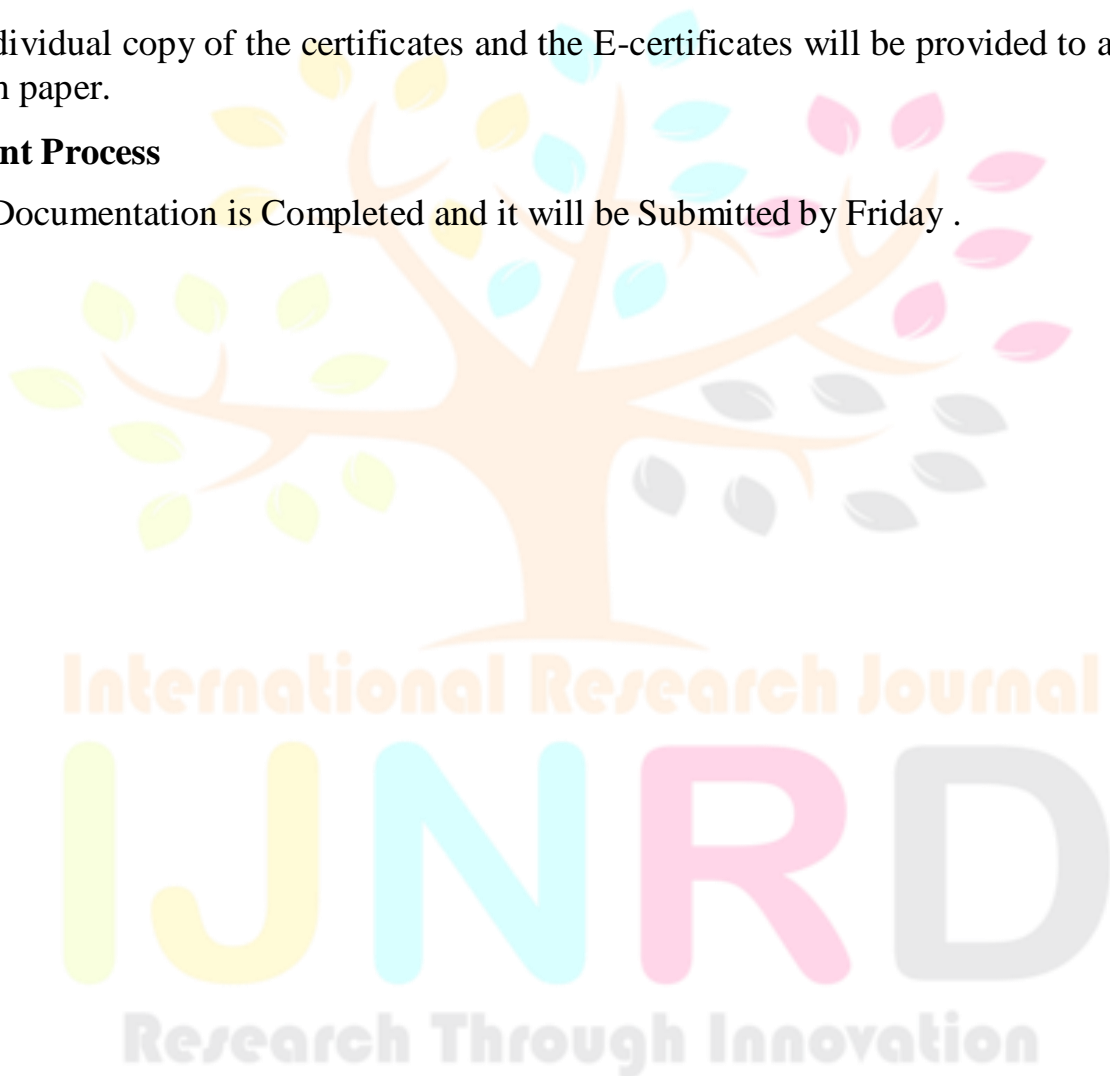 dividual copy of the certificates and the E-certificates will be provided to a
n paper.
nt Process
Documentation is Completed and it will be Submitted by Friday .
International Research Journal
IJNRD
Research Through Innovation